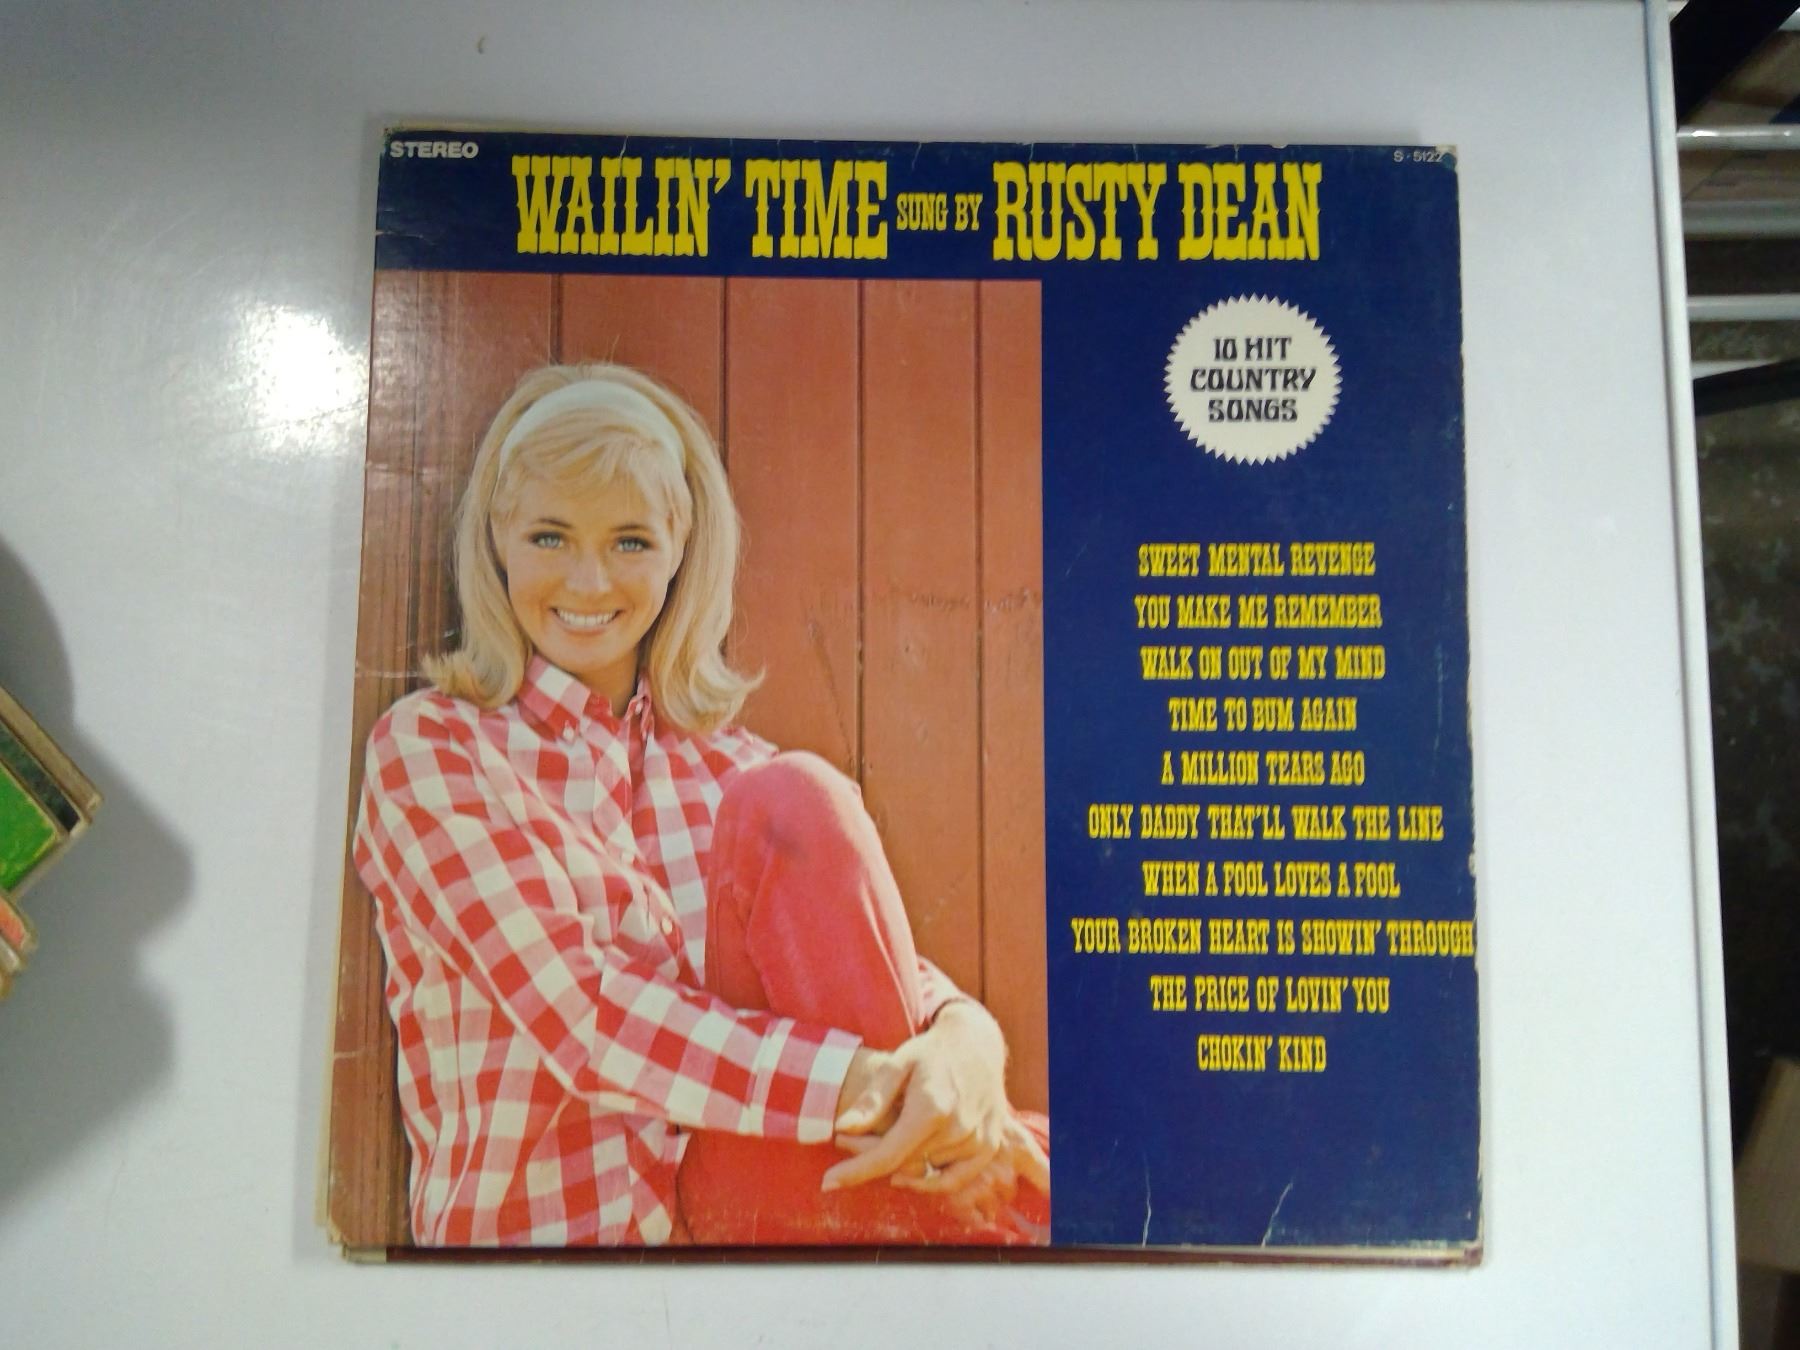 STEREO
S-5122
WAILIN' TIME SUNG BY RUSTY DEAN
10 HIT
COUNTRY
SONGS
SWEET MENTAL REVENGE
YOU MAKE ME REMEMBER
WALK ON OUT OF MY MIND
TIME TO BUM AGAIN
A MILLION TEARS AGO
ONLY DADDY THAT'LL WALK THE LINE
WHEN A FOOL LOVES A FOOL
YOUR BROKEN HEART IS SHOWIN' THROUGH
THE PRICE OF LOVIN' YOU
CHOKIN' KIND